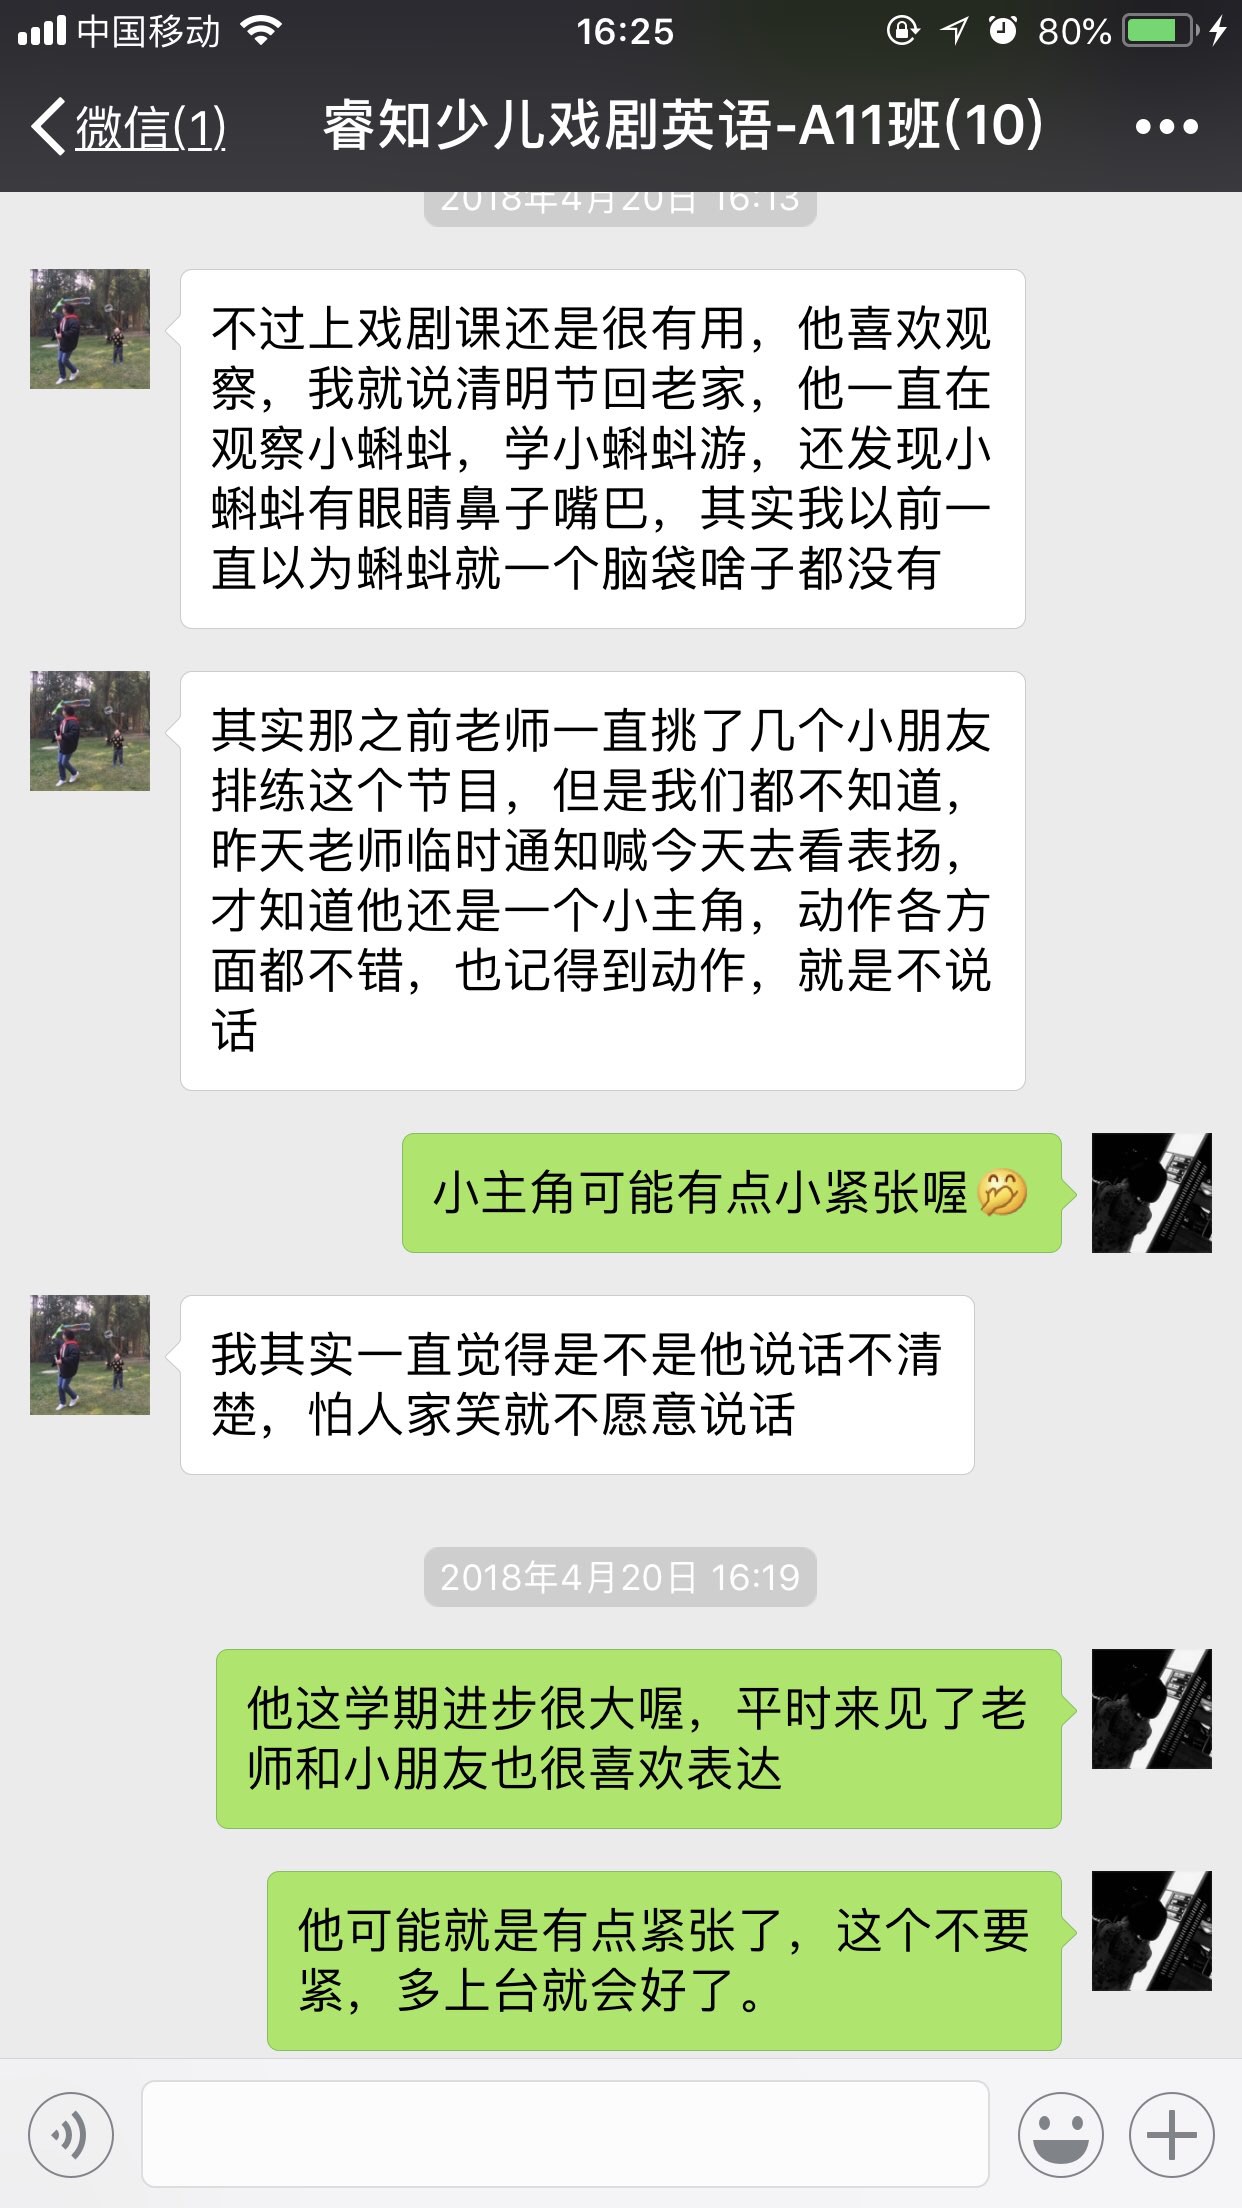 中国移动 16:25 80%
微信(1) 睿知少儿戏剧英语-A11班(10)
2018年4月20日 16:13
不过上戏剧课还是很有用，他喜欢观
察，我就说清明节回老家，他一直在
观察小蝌蚪，学小蝌蚪游，还发现小
蝌蚪有眼睛鼻子嘴巴，其实我以前一
直以为蝌蚪就一个脑袋啥子都没有
其实那之前老师一直挑了几个小朋友
排练这个节目，但是我们都不知道，
昨天老师临时通知喊今天去看表扬，
才知道他还是一个小主角，动作各方
面都不错，也记得到动作，就是不说
话
小主角可能有点小紧张喔🤭
我其实一直觉得是不是他说话不清
楚，怕人家笑就不愿意说话
2018年4月20日 16:19
他这学期进步很大喔，平时来见了老
师和小朋友也很喜欢表达
他可能就是有点紧张了，这个不要
紧，多上台就会好了。